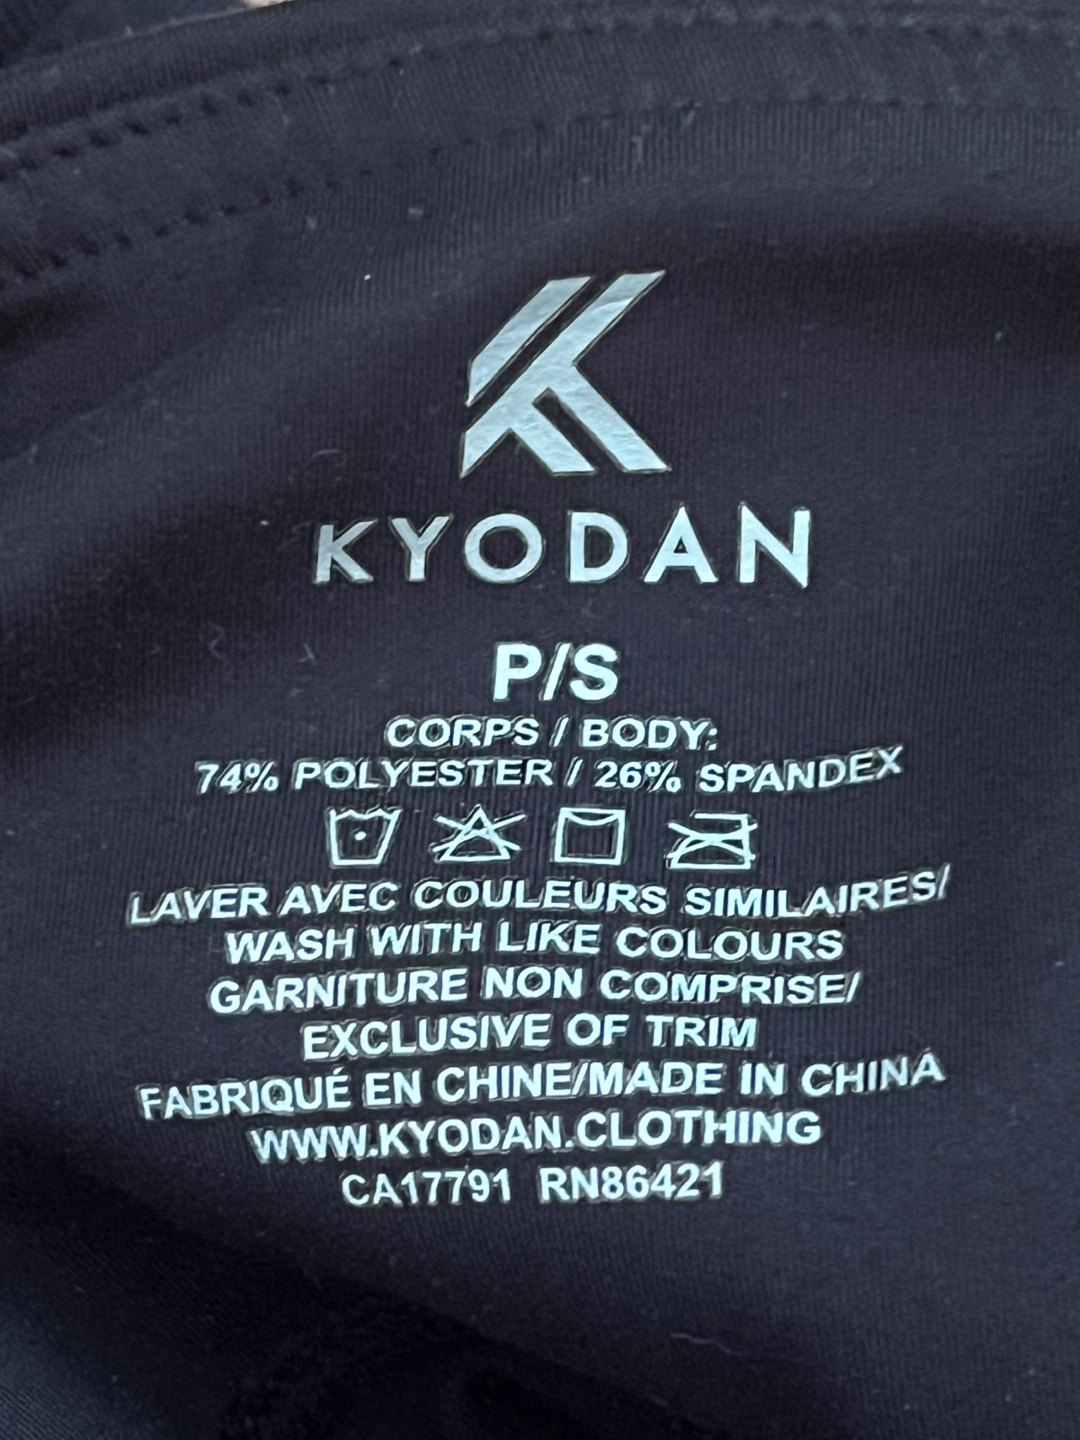 KYODAN
P/S
CORPS / BODY:
74% POLYESTER / 26% SPANDEX
LAVER AVEC COULEURS SIMILAIRES/
WASH WITH LIKE COLOURS
GARNITURE NON COMPRISE/
EXCLUSIVE OF TRIM
FABRIQUÉ EN CHINE/MADE IN CHINA
WWW.KYODAN.CLOTHING
CA17791 RN86421